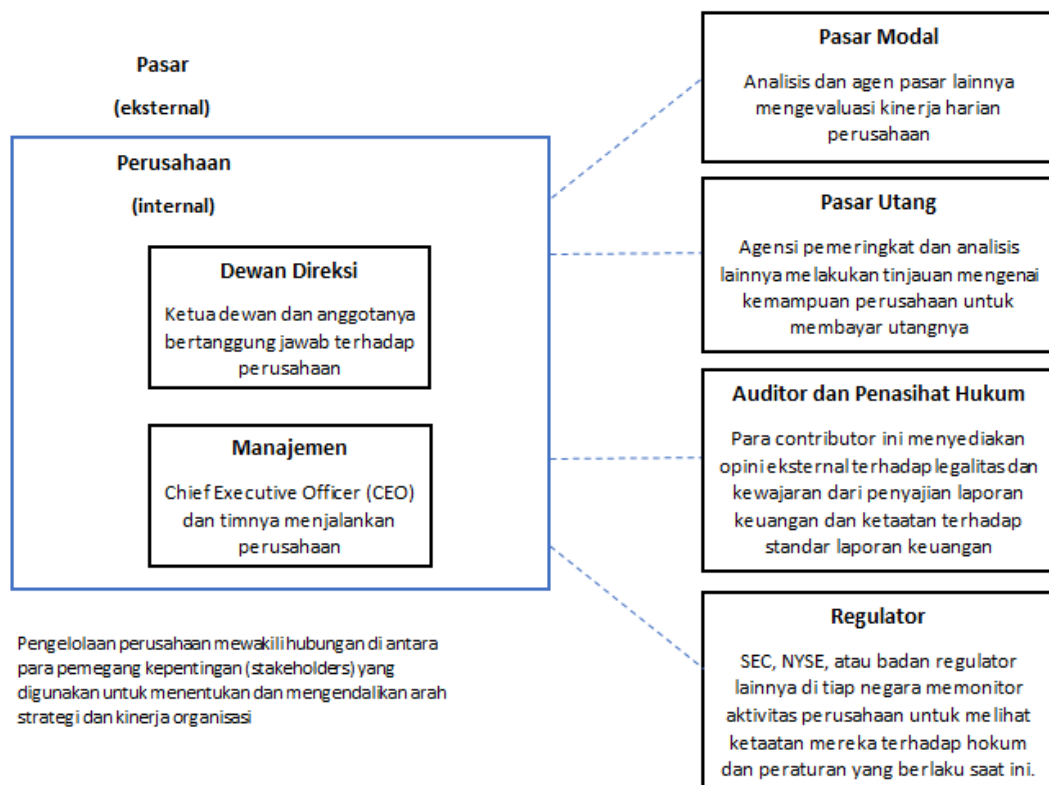 Pasar
(eksternal)
Perusahaan
(internal)
Dewan Direksi
Ketua dewan dan anggotanya
bertanggung jawab terhadap
perusahaan
Manajemen
Chief Executive Officer (CEO)
dan timnya menjalankan
perusahaan
Pengelolaan perusahaan mewakili hubungan di antara
para pemegang kepentingan (stakeholders) yang
digunakan untuk menentukan dan mengendalikan arah
strategi dan kinerja organisasi
Pasar Modal
Analisis dan agen pasar lainnya
mengevaluasi kinerja harian
perusahaan
Pasar Utang
Agensi pemeringkat dan analisis
lainnya melakukan tinjauan mengenai
kemampuan perusahaan untuk
membayar utangnya
Auditor dan Penasihat Hukum
Para contributor ini menyediakan
opini eksternal terhadap legalitas dan
kewajaran dari penyajian laporan
keuangan dan ketaatan terhadap
standar laporan keuangan
Regulator
SEC, NYSE, atau badan regulator
lainnya di tiap negara memonitor
aktivitas perusahaan untuk melihat
ketaatan mereka terhadap hokum
dan peraturan yang berlaku saat ini.